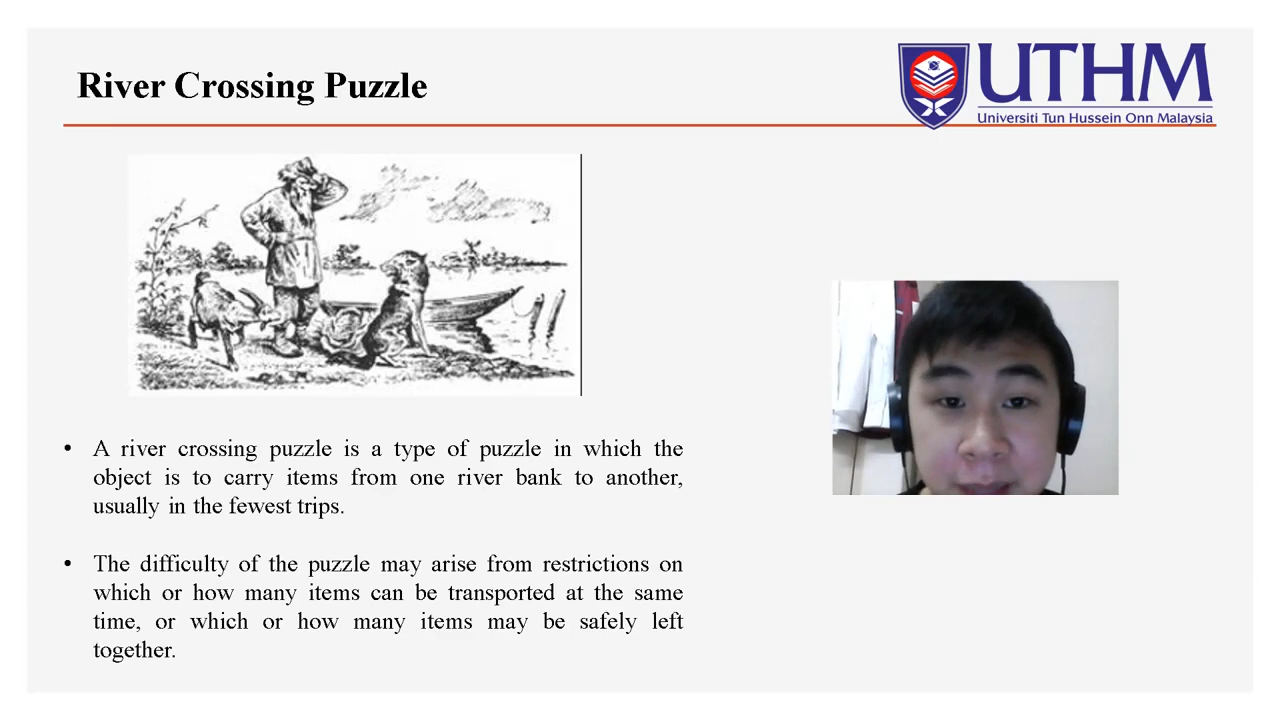 River Crossing Puzzle
UTHM
Universiti Tun Hussein Onn Malaysia
• A river crossing puzzle is a type of puzzle in which the
object is to carry items from one river bank to another,
usually in the fewest trips.
• The difficulty of the puzzle may arise from restrictions on
which or how many items can be transported at the same
time, or which or how many items may be safely left
together.